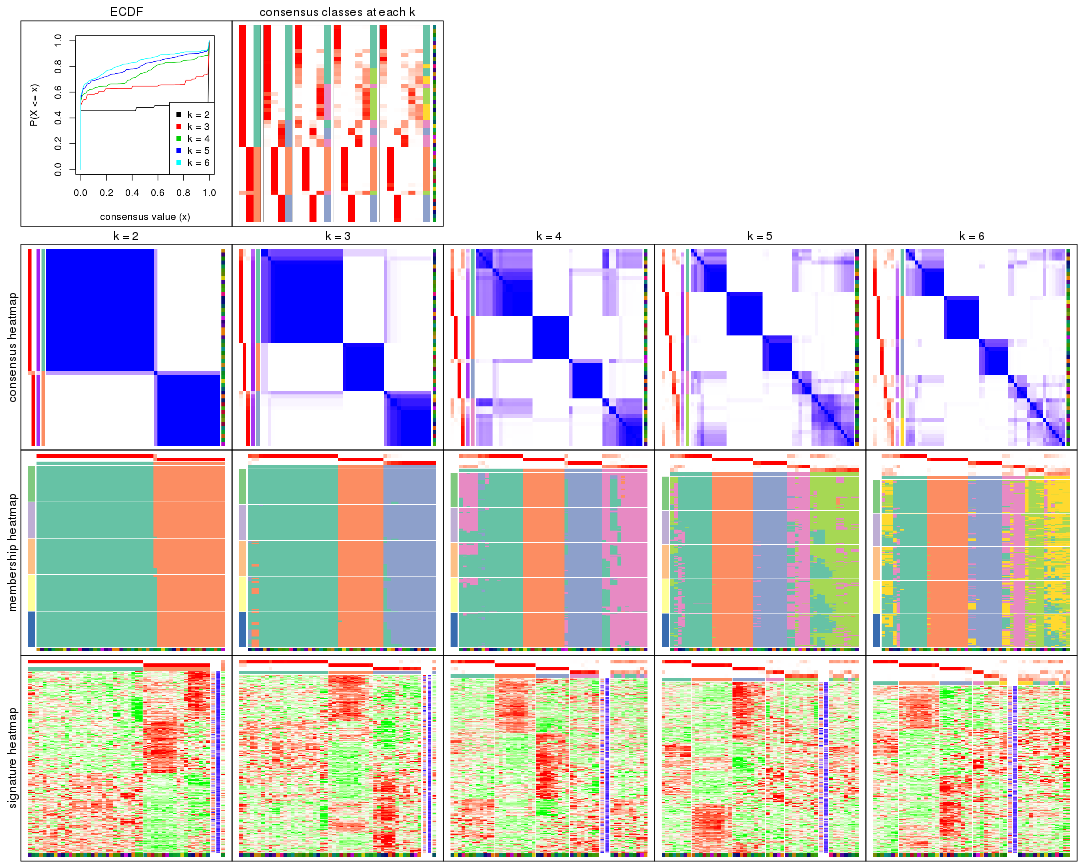 ECDF
consensus classes at each k
P(X <= x)
0.0 0.2 0.4 0.6 0.8 1.0
k = 2
k = 3
k = 4
k = 5
k = 6
0.0 0.2 0.4 0.6 0.8 1.0
consensus value (x)
k = 2 k = 3 k = 4 k = 5 k = 6
consensus heatmap
membership heatmap
signature heatmap